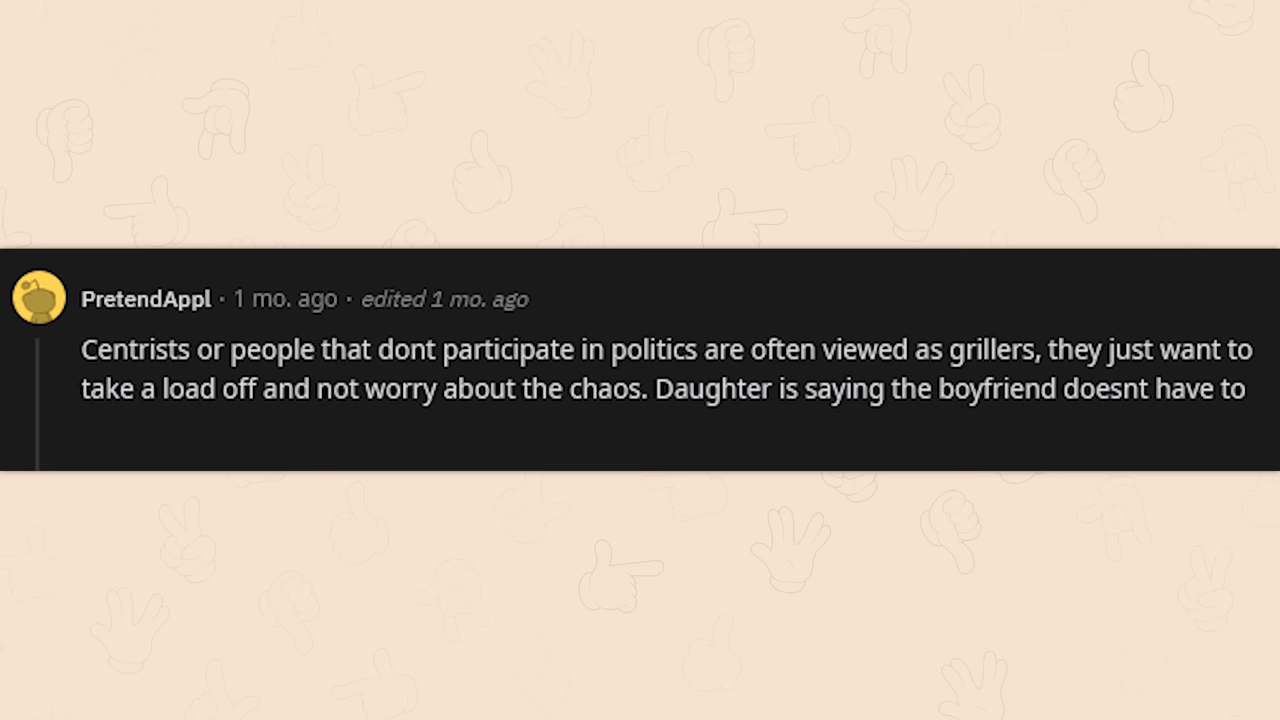 PretendAppl · 1 mo. ago · edited 1 mo. ago
Centrists or people that dont participate in politics are often viewed as grillers, they just want to
take a load off and not worry about the chaos. Daughter is saying the boyfriend doesnt have to